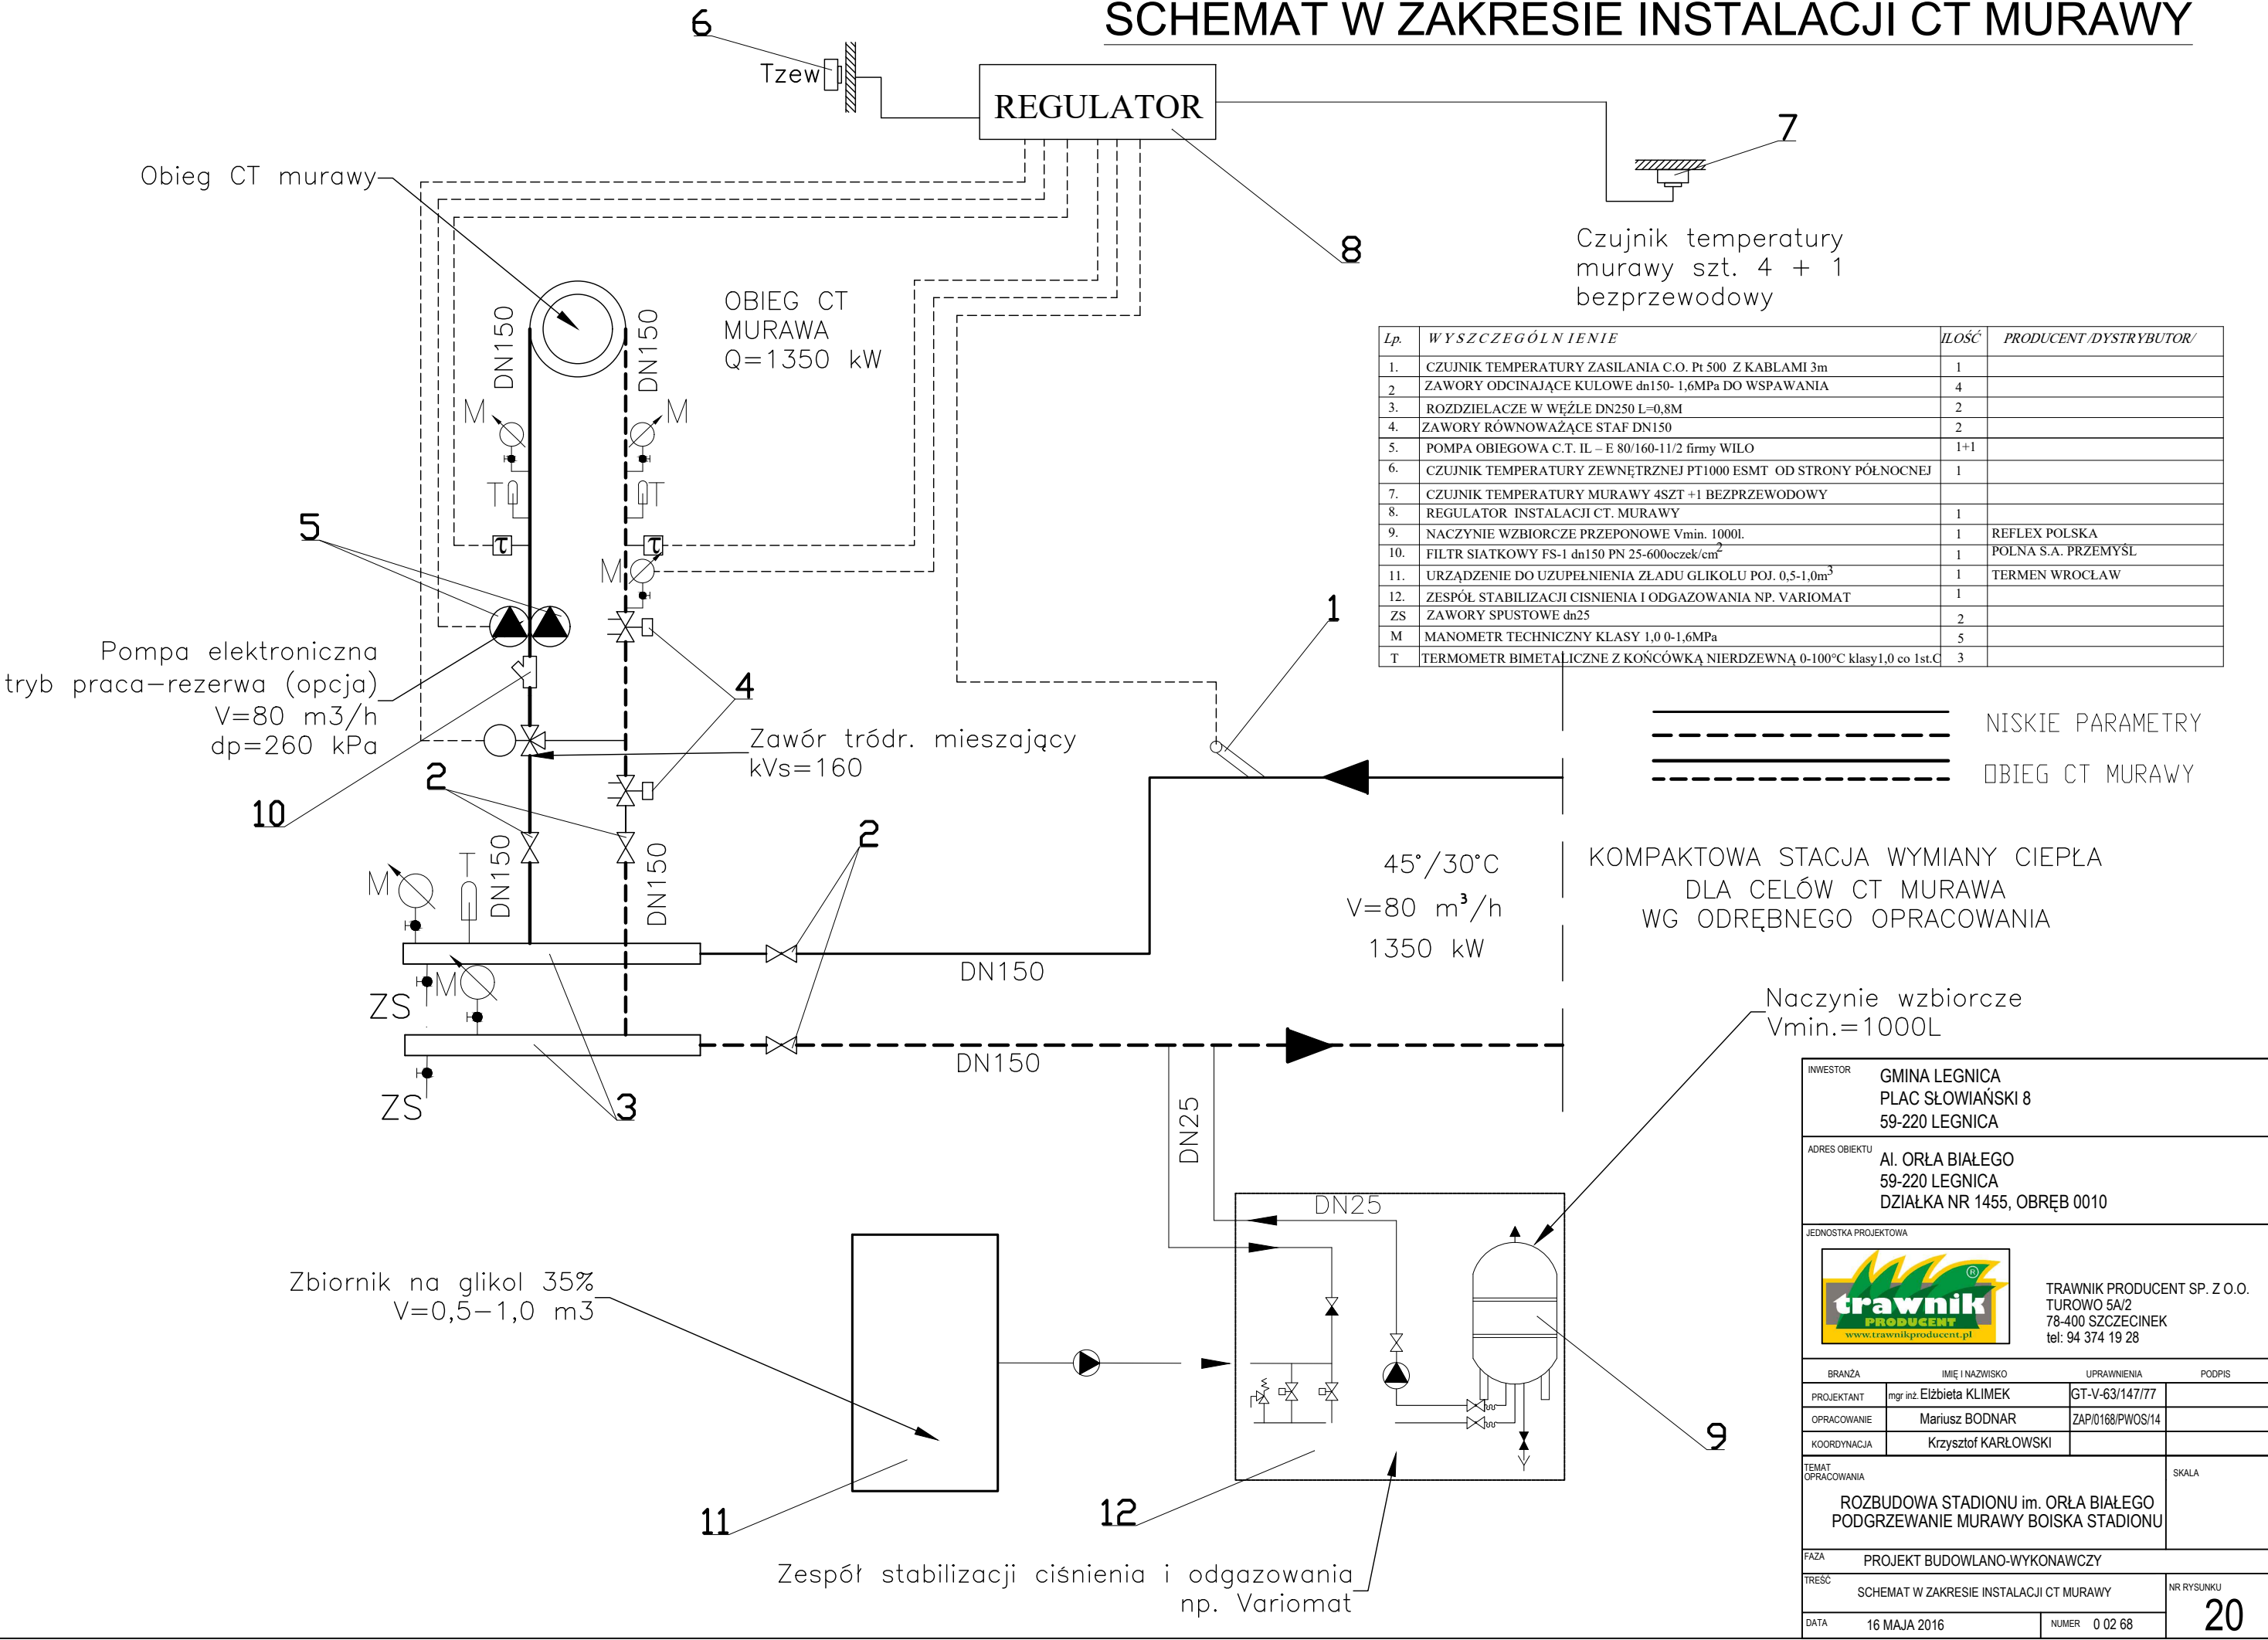 SCHEMAT W ZAKRESIE INSTALACJI CT MURAWY
6
Tzew
REGULATOR
7
8
Obieg CT murawy
Czujnik temperatury
murawy szt. 4 + 1
bezprzewodowy
OBIEG CT
MURAWA
Q=1350 kW
DN150
DN150
M
M
T
T
τ
τ
M
5
Pompa elektroniczna
tryb praca-rezerwa (opcja)
V=80 m3/h
dp=260 kPa
4
Zawór tródr. mieszający
kVs=160
1
10
2
2
DN150
DN150
M
T
ZS
M
ZS
3
DN150
DN150
45°/30°C
V=80 m³/h
1350 kW
Lp. WYSZCZEGÓLNIENIE ILOŚĆ PRODUCENT /DYSTRYBUTOR/
1. CZUJNIK TEMPERATURY ZASILANIA C.O. Pt 500 Z KABLAMI 3m 1
2 ZAWORY ODCINAJĄCE KULOWE dn150- 1,6MPa DO WSPAWANIA 4
3. ROZDZIELACZE W WĘŹLE DN250 L=0,8M 2
4. ZAWORY RÓWNOWAŻĄCE STAF DN150 2
5. POMPA OBIEGOWA C.T. IL – E 80/160-11/2 firmy WILO 1+1
6. CZUJNIK TEMPERATURY ZEWNĘTRZNEJ PT1000 ESMT OD STRONY PÓŁNOCNEJ 1
7. CZUJNIK TEMPERATURY MURAWY 4SZT +1 BEZPRZEWODOWY
8. REGULATOR INSTALACJI CT. MURAWY 1
9. NACZYNIE WZBIORCZE PRZEPONOWE Vmin. 1000l. 1 REFLEX POLSKA
10. FILTR SIATKOWY FS-1 dn150 PN 25-600oczek/cm² 1 POLNA S.A. PRZEMYŚL
11. URZĄDZENIE DO UZUPEŁNIENIA ZŁADU GLIKOLU POJ. 0,5-1,0m³ 1 TERMEN WROCŁAW
12. ZESPÓŁ STABILIZACJI CISNIENIA I ODGAZOWANIA NP. VARIOMAT 1
ZS ZAWORY SPUSTOWE dn25 2
M MANOMETR TECHNICZNY KLASY 1,0 0-1,6MPa 5
T TERMOMETR BIMETALICZNE Z KOŃCÓWKĄ NIERDZEWNĄ 0-100°C klasy1,0 co 1st.C 3
NISKIE PARAMETRY
OBIEG CT MURAWY
KOMPAKTOWA STACJA WYMIANY CIEPŁA
DLA CELÓW CT MURAWA
WG ODRĘBNEGO OPRACOWANIA
Naczynie wzbiorcze
Vmin.=1000L
DN25
DN25
Zbiornik na glikol 35%
V=0,5-1,0 m3
11
12
9
Zespół stabilizacji ciśnienia i odgazowania
np. Variomat
INWESTOR
GMINA LEGNICA
PLAC SŁOWIAŃSKI 8
59-220 LEGNICA
ADRES OBIEKTU
Al. ORŁA BIAŁEGO
59-220 LEGNICA
DZIAŁKA NR 1455, OBRĘB 0010
JEDNOSTKA PROJEKTOWA
®
trawnik
PRODUCENT
www.trawnikproducent.pl
TRAWNIK PRODUCENT SP. Z O.O.
TUROWO 5A/2
78-400 SZCZECINEK
tel: 94 374 19 28
BRANŻA IMIĘ I NAZWISKO UPRAWNIENIA PODPIS
PROJEKTANT mgr inż. Elżbieta KLIMEK GT-V-63/147/77
OPRACOWANIE Mariusz BODNAR ZAP/0168/PWOS/14
KOORDYNACJA Krzysztof KARŁOWSKI
TEMAT
OPRACOWANIA
SKALA
ROZBUDOWA STADIONU im. ORŁA BIAŁEGO
PODGRZEWANIE MURAWY BOISKA STADIONU
FAZA PROJEKT BUDOWLANO-WYKONAWCZY
TREŚĆ
SCHEMAT W ZAKRESIE INSTALACJI CT MURAWY
NR RYSUNKU
20
DATA 16 MAJA 2016 NUMER 0 02 68